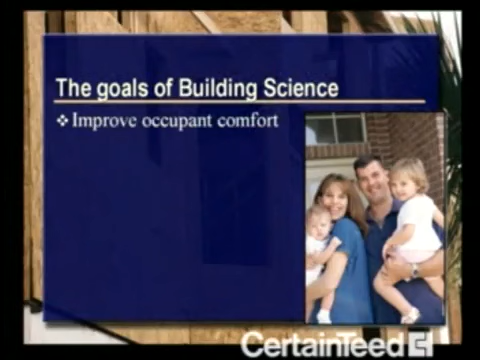 The goals of Building Science
❖ Improve occupant comfort
CertainTeed